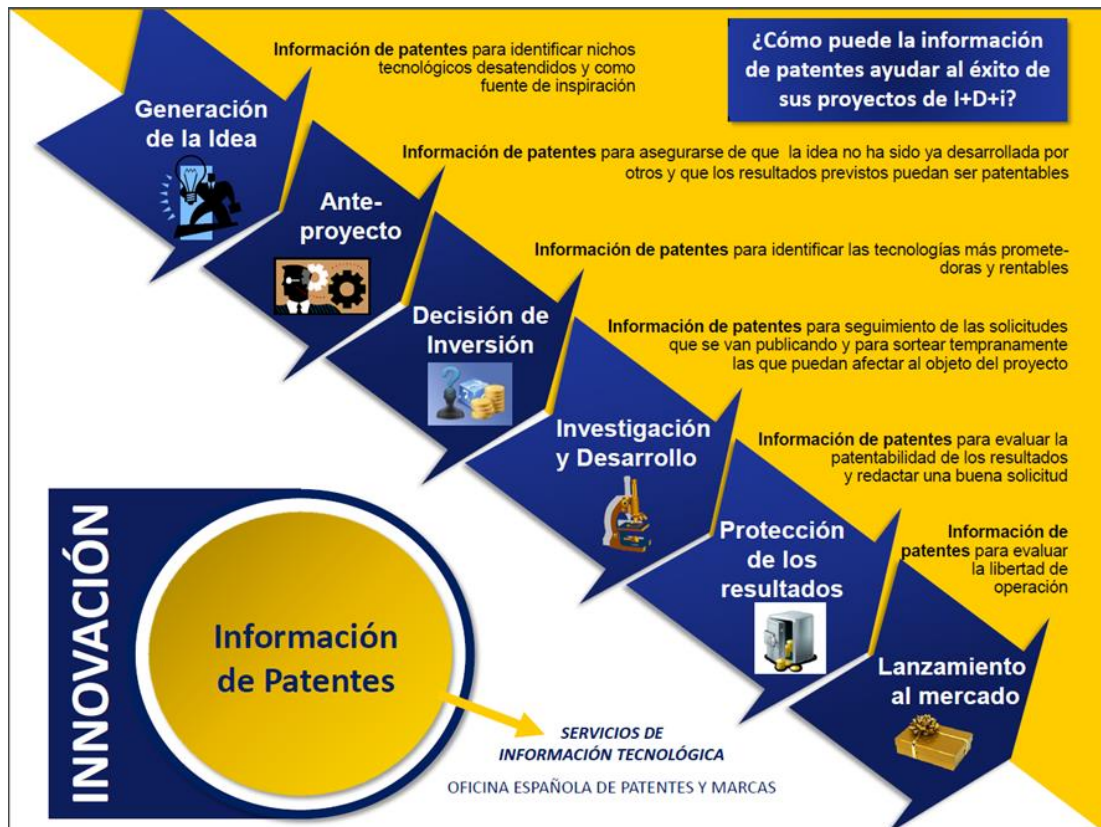 ¿Cómo puede la información
de patentes ayudar al éxito de
sus proyectos de I+D+i?
Generación
de la Idea
Información de patentes para identificar nichos
tecnológicos desatendidos y como
fuente de inspiración
Ante-
proyecto
Información de patentes para asegurarse de que la idea no ha sido ya desarrollada por
otros y que los resultados previstos puedan ser patentables
Decisión de
Inversión
Información de patentes para identificar las tecnologías más promete-
doras y rentables
Investigación
y Desarrollo
Información de patentes para seguimiento de las solicitudes
que se van publicando y para sortear tempranamente
las que puedan afectar al objeto del proyecto
Protección
de los
resultados
Información de patentes para evaluar la
patentabilidad de los resultados
y redactar una buena solicitud
Lanzamiento
al mercado
Información de
patentes para evaluar
la libertad de
operación
INNOVACIÓN
Información
de Patentes
SERVICIOS DE
INFORMACIÓN TECNOLÓGICA
OFICINA ESPAÑOLA DE PATENTES Y MARCAS